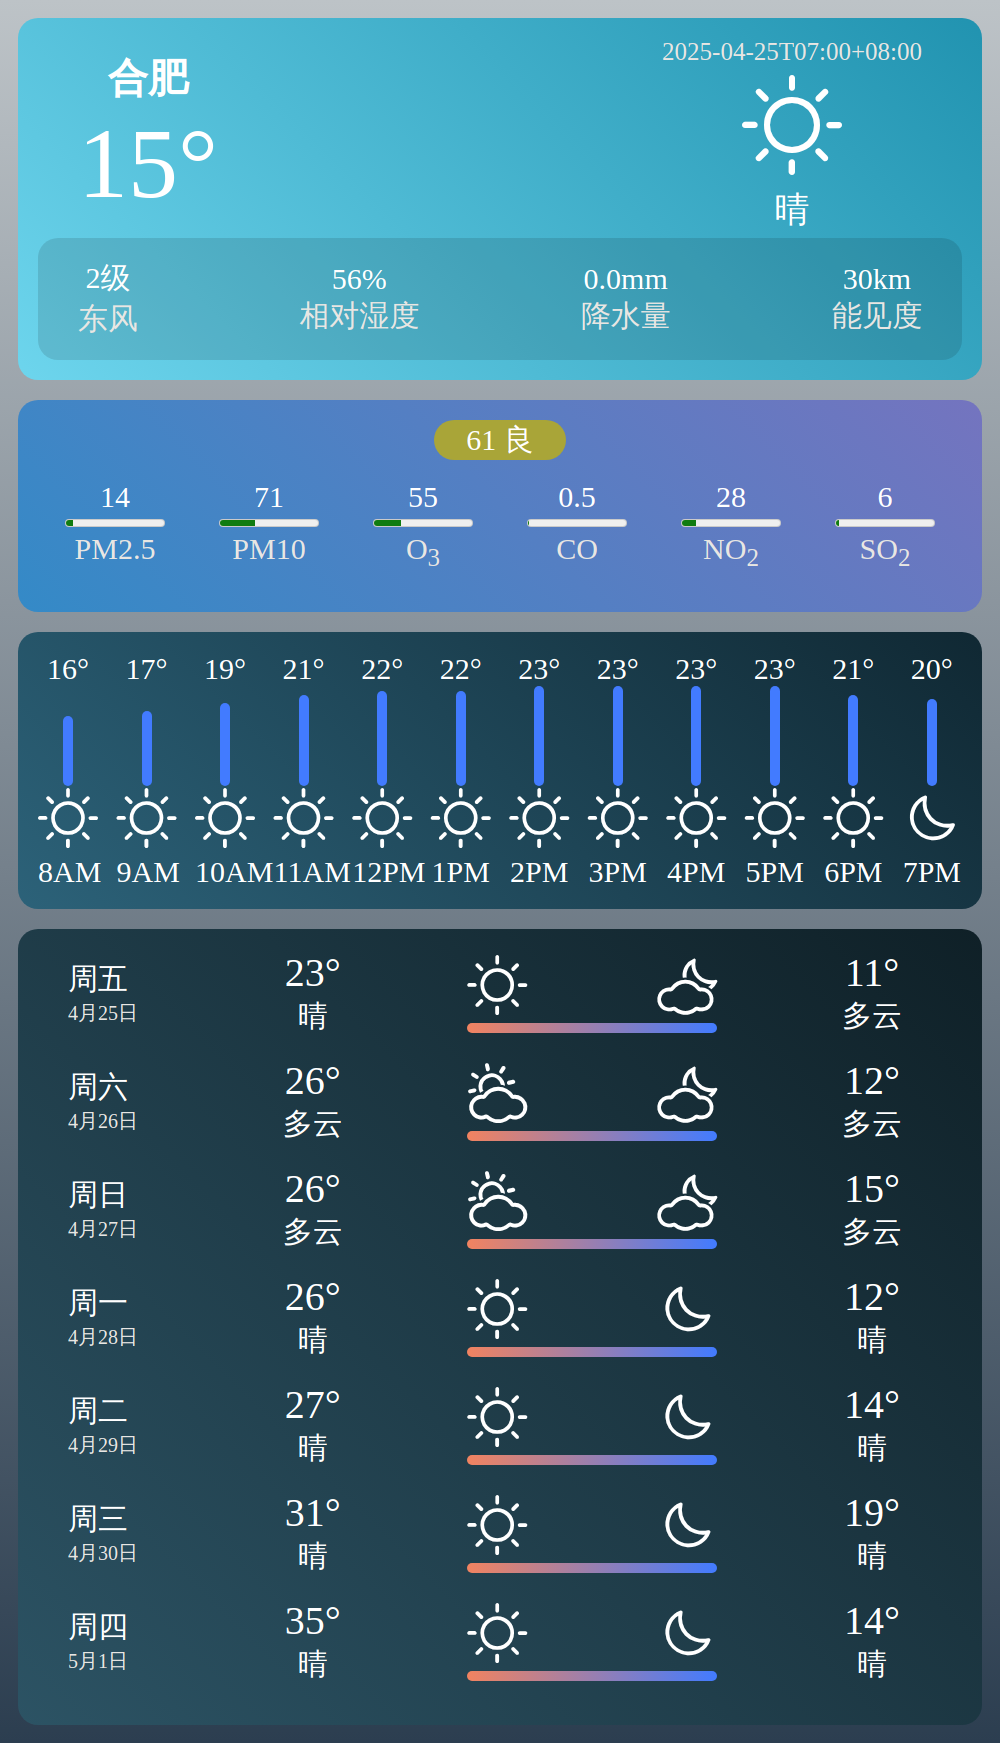 合肥
15°
2025-04-25T07:00+08:00
晴
2级 56% 0.0mm 30km
东风 相对湿度 降水量 能见度
61 良
14 71 55 0.5 28 6
PM2.5 PM10 O3 CO NO2 SO2
16° 17° 19° 21° 22° 22° 23° 23° 23° 23° 21° 20°
8AM 9AM 10AM 11AM 12PM 1PM 2PM 3PM 4PM 5PM 6PM 7PM
周五 23° 11°
4月25日 晴 多云
周六 26° 12°
4月26日 多云 多云
周日 26° 15°
4月27日 多云 多云
周一 26° 12°
4月28日 晴 晴
周二 27° 14°
4月29日 晴 晴
周三 31° 19°
4月30日 晴 晴
周四 35° 14°
5月1日 晴 晴